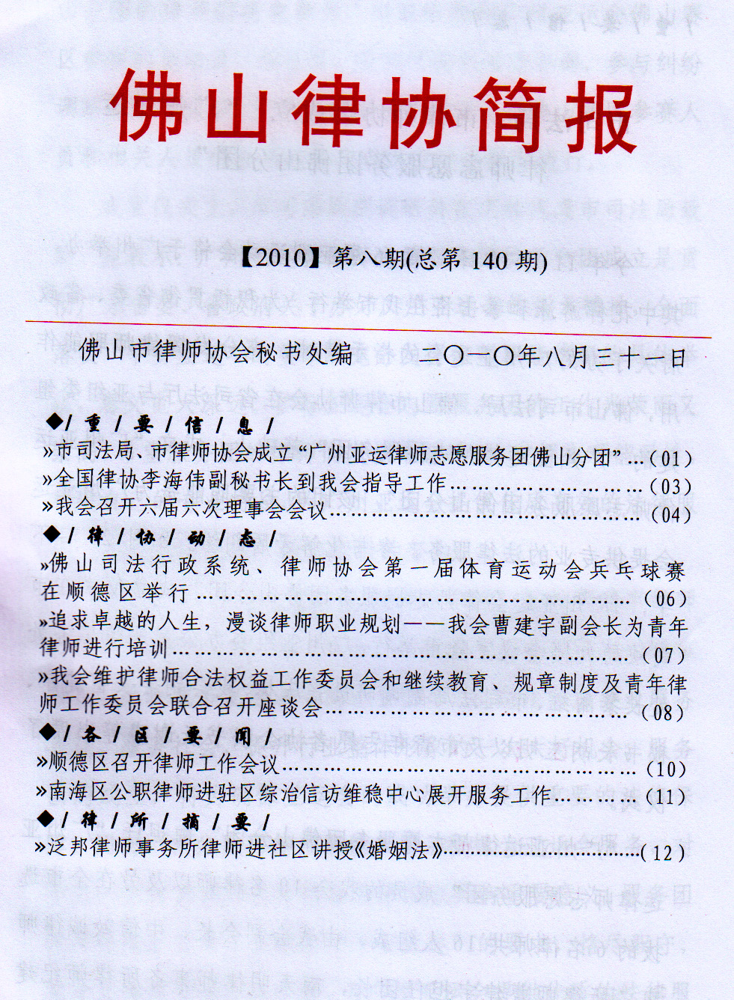 佛山律协简报
【2010】第八期(总第 140 期)
佛山市律师协会秘书处编 二〇一〇年八月三十一日
◆/ 重 / 要 / 信 / 息 /
»市司法局、市律师协会成立“广州亚运律师志愿服务团佛山分团”…(01)
»全国律协李海伟副秘书长到我会指导工作……………………(03)
»我会召开六届六次理事会会议……………………………………(04)
◆/ 律 / 协 / 动 / 态 /
»佛山司法行政系统、律师协会第一届体育运动会兵乓球赛
在顺德区举行……………………………………………………(06)
»追求卓越的人生，漫谈律师职业规划——我会曹建宇副会长为青年
律师进行培训……………………………………………………(07)
»我会维护律师合法权益工作委员会和继续教育、规章制度及青年律
师工作委员会联合召开座谈会……………………………………(08)
◆/ 各 / 区 / 要 / 闻 /
»顺德区召开律师工作会议…………………………………………(10)
»南海区公职律师进驻区综治信访维稳中心展开服务工作…………(11)
◆/ 律 / 所 / 摘 / 要 /
»泛邦律师事务所律师进社区讲授《婚姻法》………………………(12)